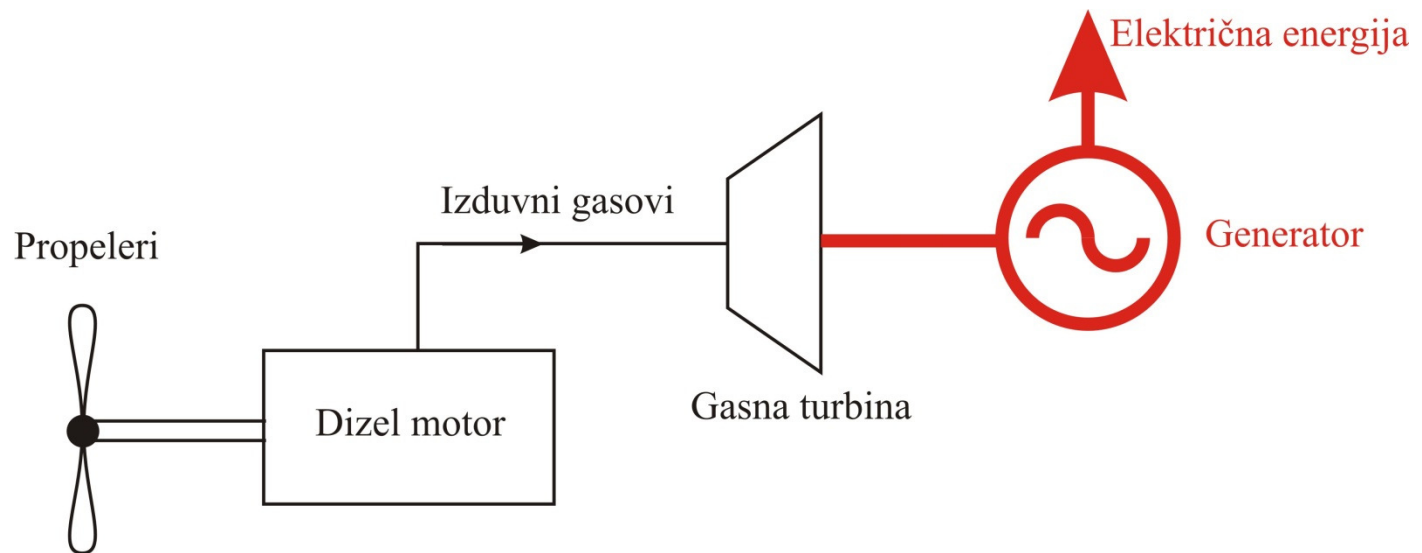 Električna energija
Izduvni gasovi
Generator
Propeleri
Gasna turbina
Dizel motor